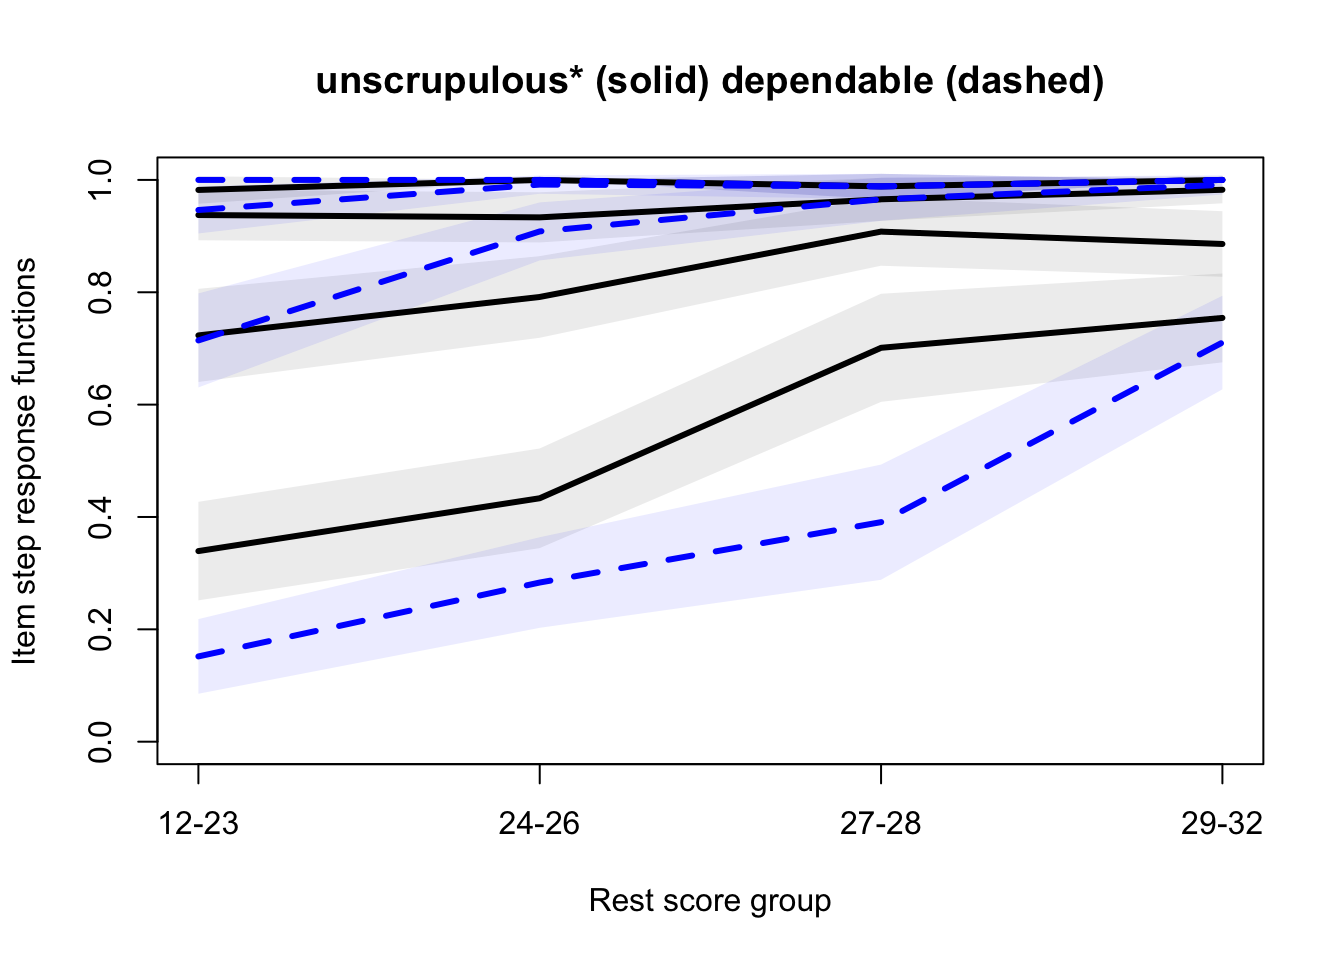 unscrupulous* (solid) dependable (dashed)
Item step response functions
1.0
0.8
0.6
0.4
0.2
0.0
12-23 24-26 27-28 29-32
Rest score group